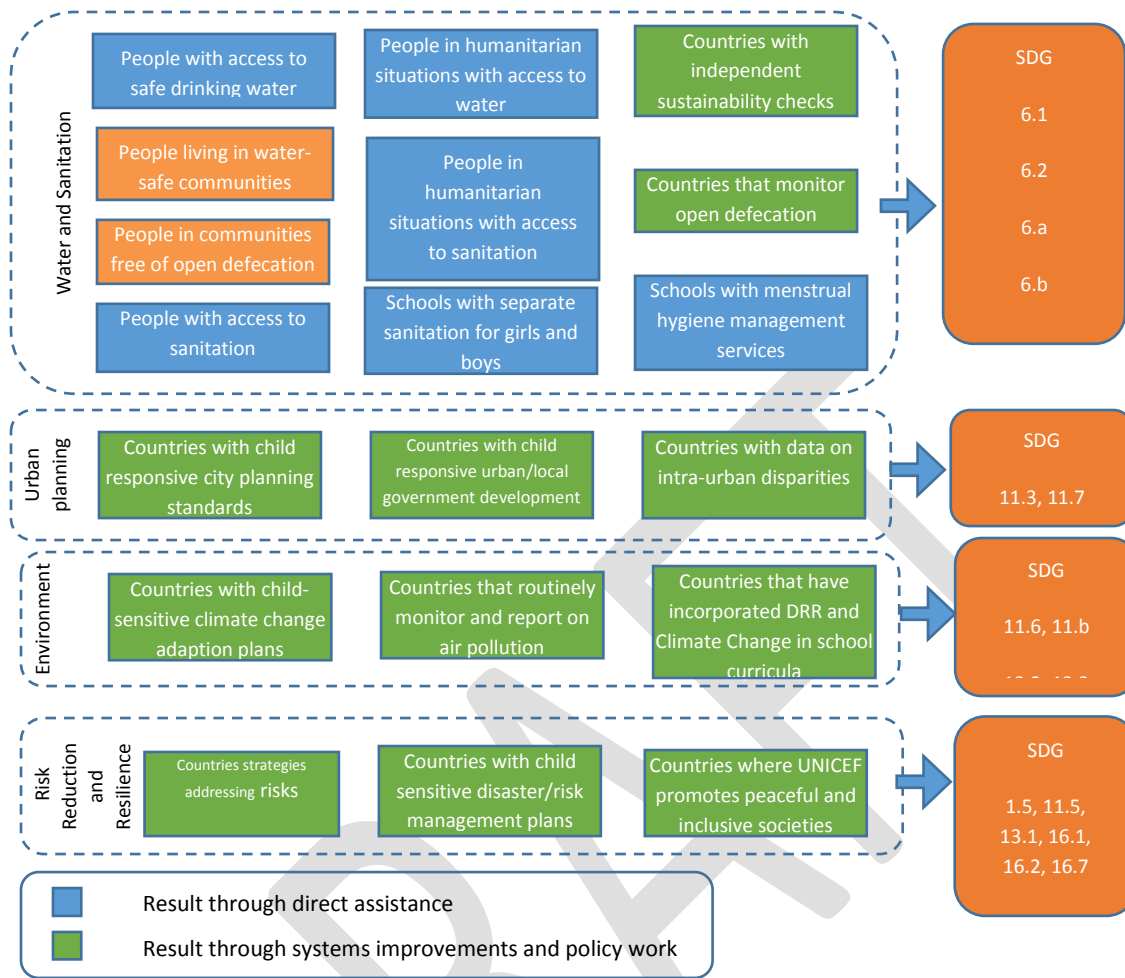 Water and Sanitation
People with access to
safe drinking water
People in humanitarian
situations with access to
water
Countries with
independent
sustainability checks
People living in water-
safe communities
People in
humanitarian
situations with access
to sanitation
Countries that monitor
open defecation
People in communities
free of open defecation
People with access to
sanitation
Schools with separate
sanitation for girls and
boys
Schools with menstrual
hygiene management
services
SDG
6.1
6.2
6.a
6.b
Urban
planning
Countries with child
responsive city planning
standards
Countries with child
responsive urban/local
government development
Countries with data on
intra-urban disparities
SDG
11.3, 11.7
Environment
Countries with child-
sensitive climate change
adaption plans
Countries that routinely
monitor and report on
air pollution
Countries that have
incorporated DRR and
Climate Change in school
curricula
SDG
11.6, 11.b
Risk
Reduction
and
Resilience
Countries strategies
addressing risks
Countries with child
sensitive disaster/risk
management plans
Countries where UNICEF
promotes peaceful and
inclusive societies
SDG
1.5, 11.5,
13.1, 16.1,
16.2, 16.7
Result through direct assistance
Result through systems improvements and policy work
DRAFT